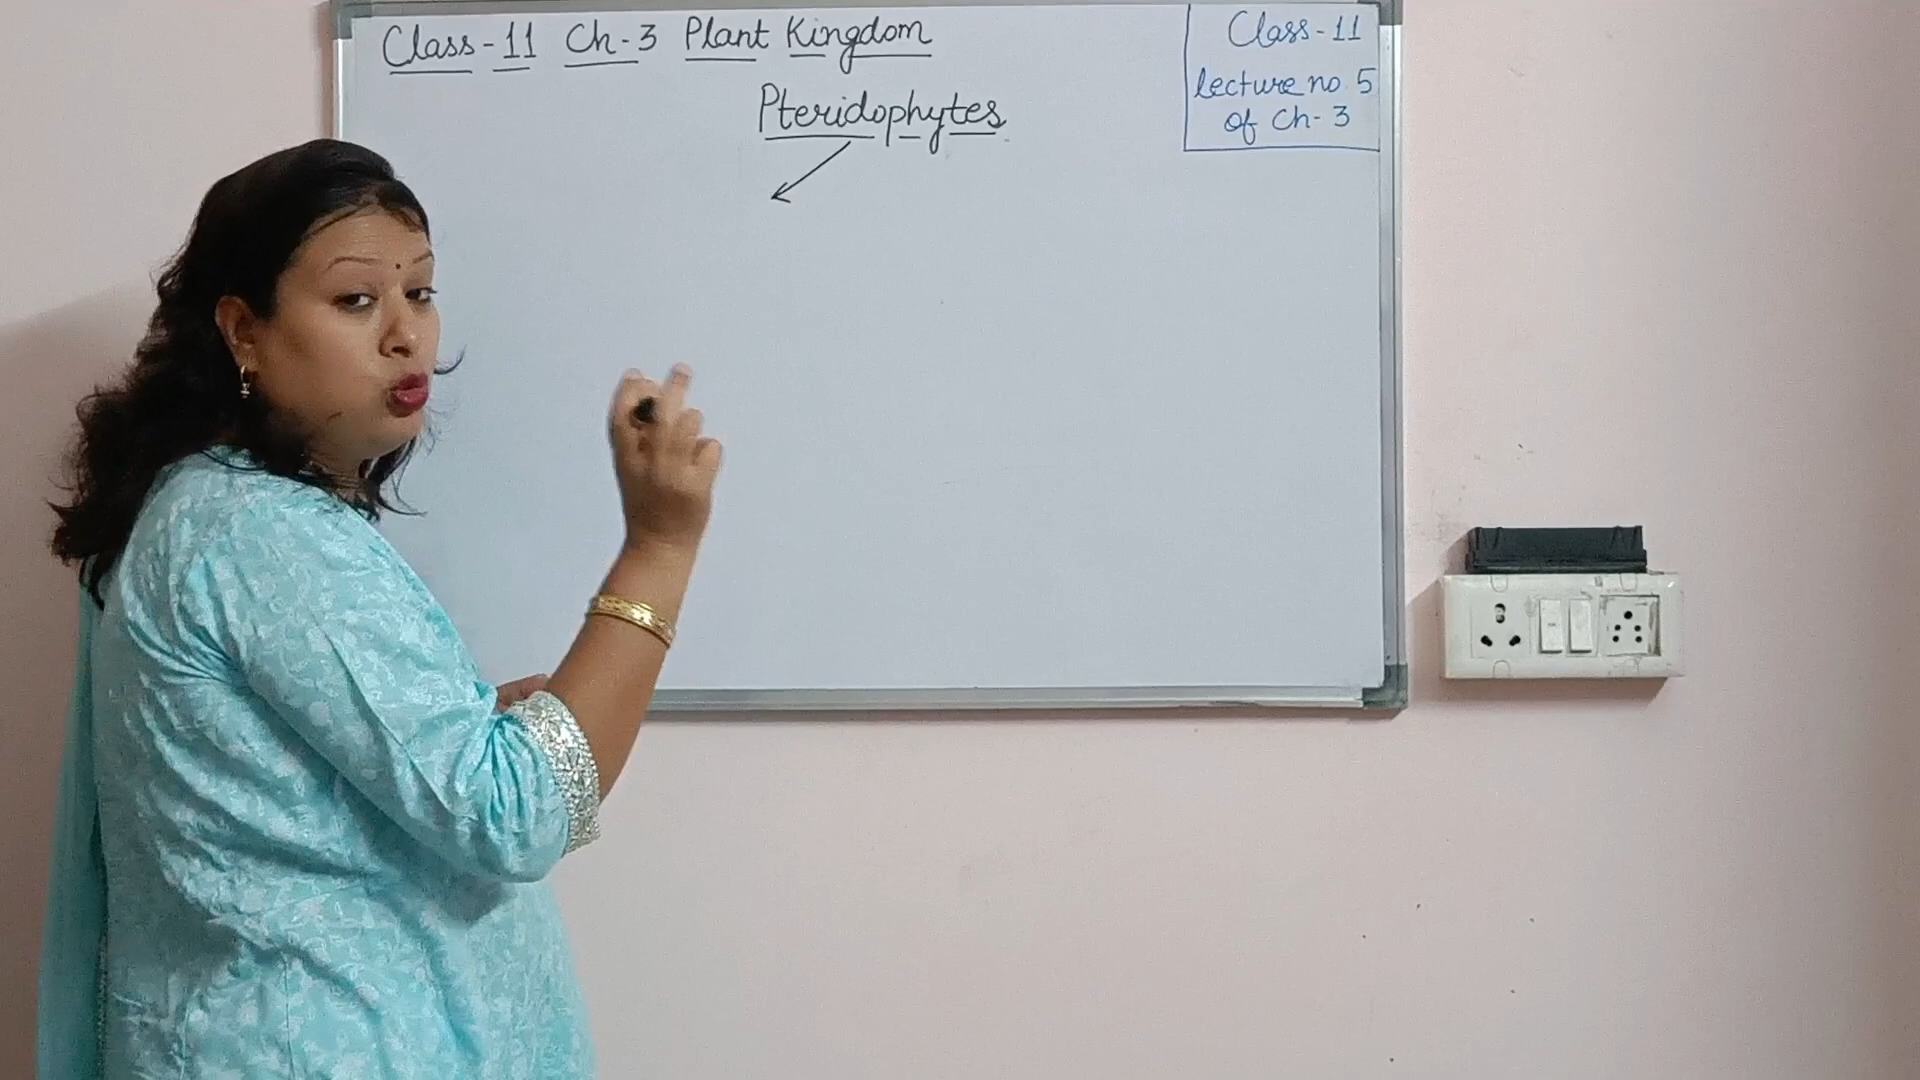 Class-11 Ch-3 Plant Kingdom
Pteridophytes
Class-11
lecture no. 5
of Ch-3